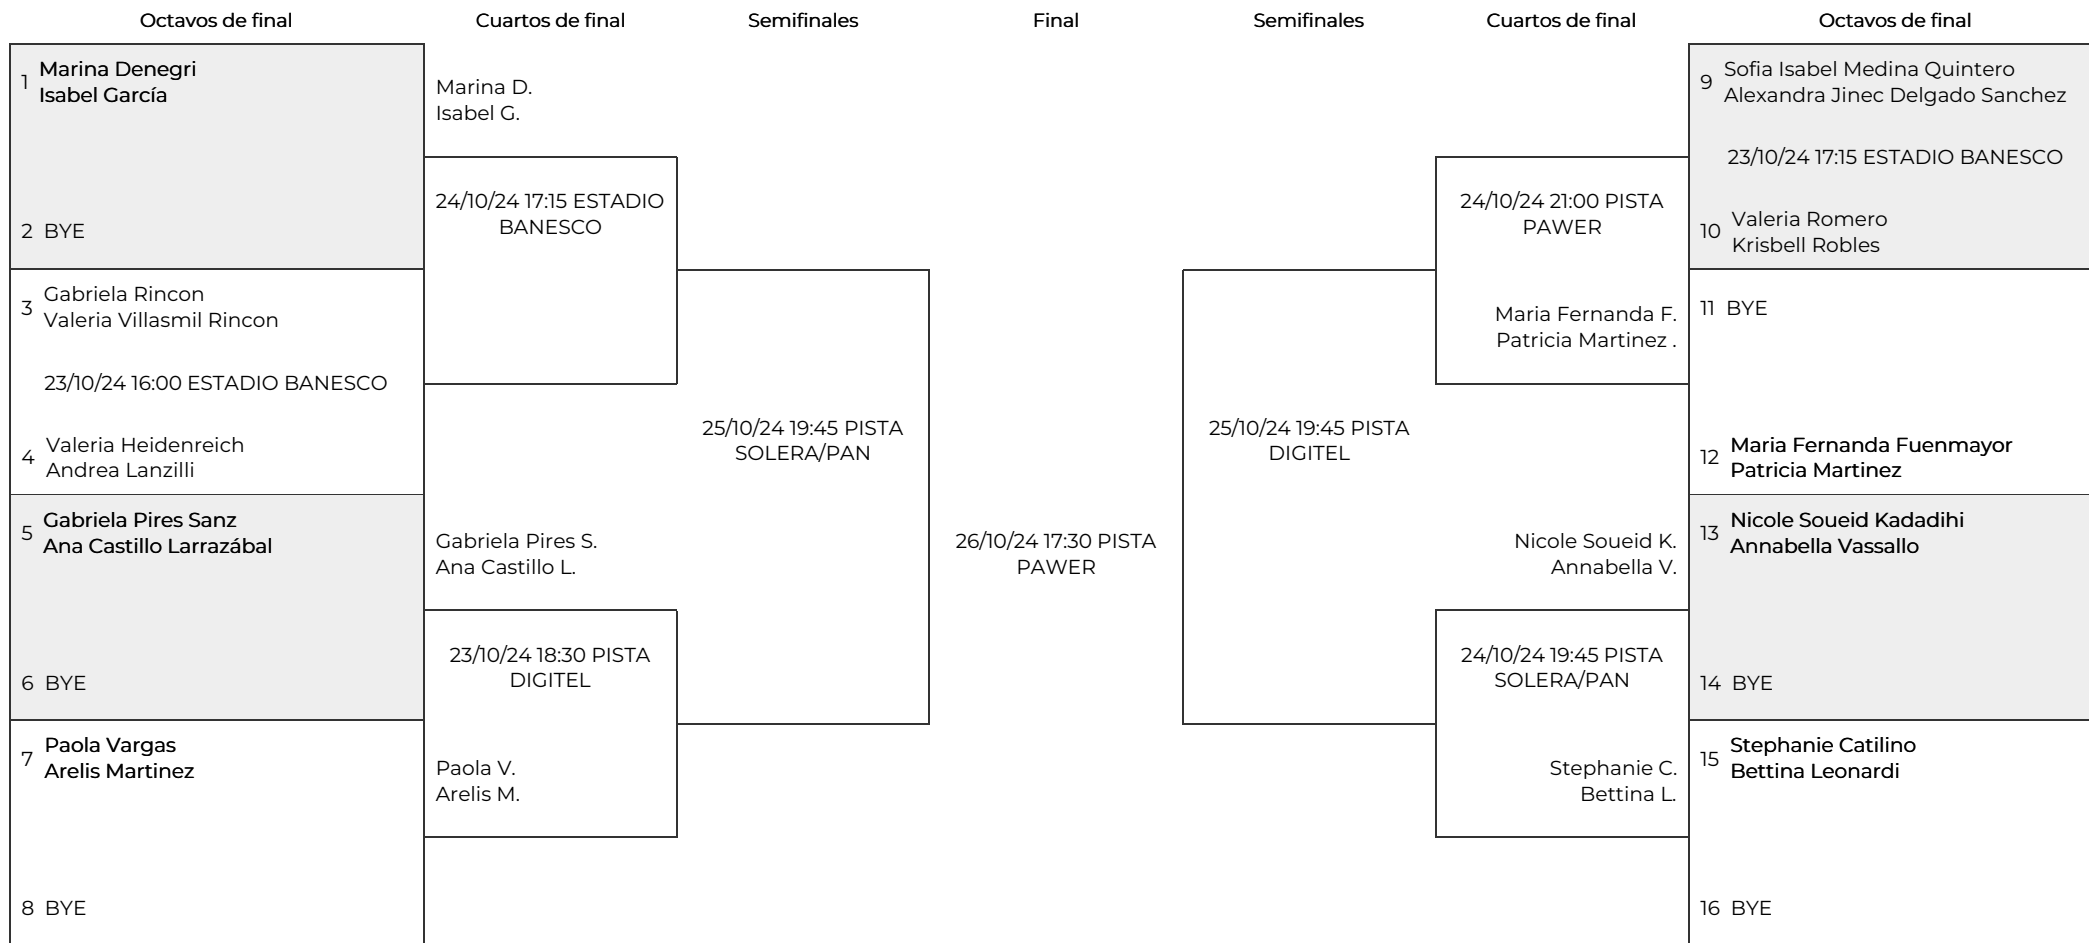 Octavos de final
Cuartos de final
Semifinales
Final
Semifinales
Cuartos de final
Octavos de final
1 Marina Denegri
Isabel García
2 BYE
3 Gabriela Rincon
Valeria Villasmil Rincon
23/10/24 16:00 ESTADIO BANESCO
4 Valeria Heidenreich
Andrea Lanzilli
5 Gabriela Pires Sanz
Ana Castillo Larrazábal
6 BYE
7 Paola Vargas
Arelis Martinez
8 BYE
Marina D.
Isabel G.
24/10/24 17:15 ESTADIO
BANESCO
Gabriela Pires S.
Ana Castillo L.
23/10/24 18:30 PISTA
DIGITEL
Paola V.
Arelis M.
25/10/24 19:45 PISTA
SOLERA/PAN
26/10/24 17:30 PISTA
PAWER
25/10/24 19:45 PISTA
DIGITEL
24/10/24 21:00 PISTA
PAWER
Maria Fernanda F.
Patricia Martinez .
Nicole Soueid K.
Annabella V.
24/10/24 19:45 PISTA
SOLERA/PAN
Stephanie C.
Bettina L.
9 Sofia Isabel Medina Quintero
Alexandra Jinec Delgado Sanchez
23/10/24 17:15 ESTADIO BANESCO
10 Valeria Romero
Krisbell Robles
11 BYE
12 Maria Fernanda Fuenmayor
Patricia Martinez
13 Nicole Soueid Kadadihi
Annabella Vassallo
14 BYE
15 Stephanie Catilino
Bettina Leonardi
16 BYE